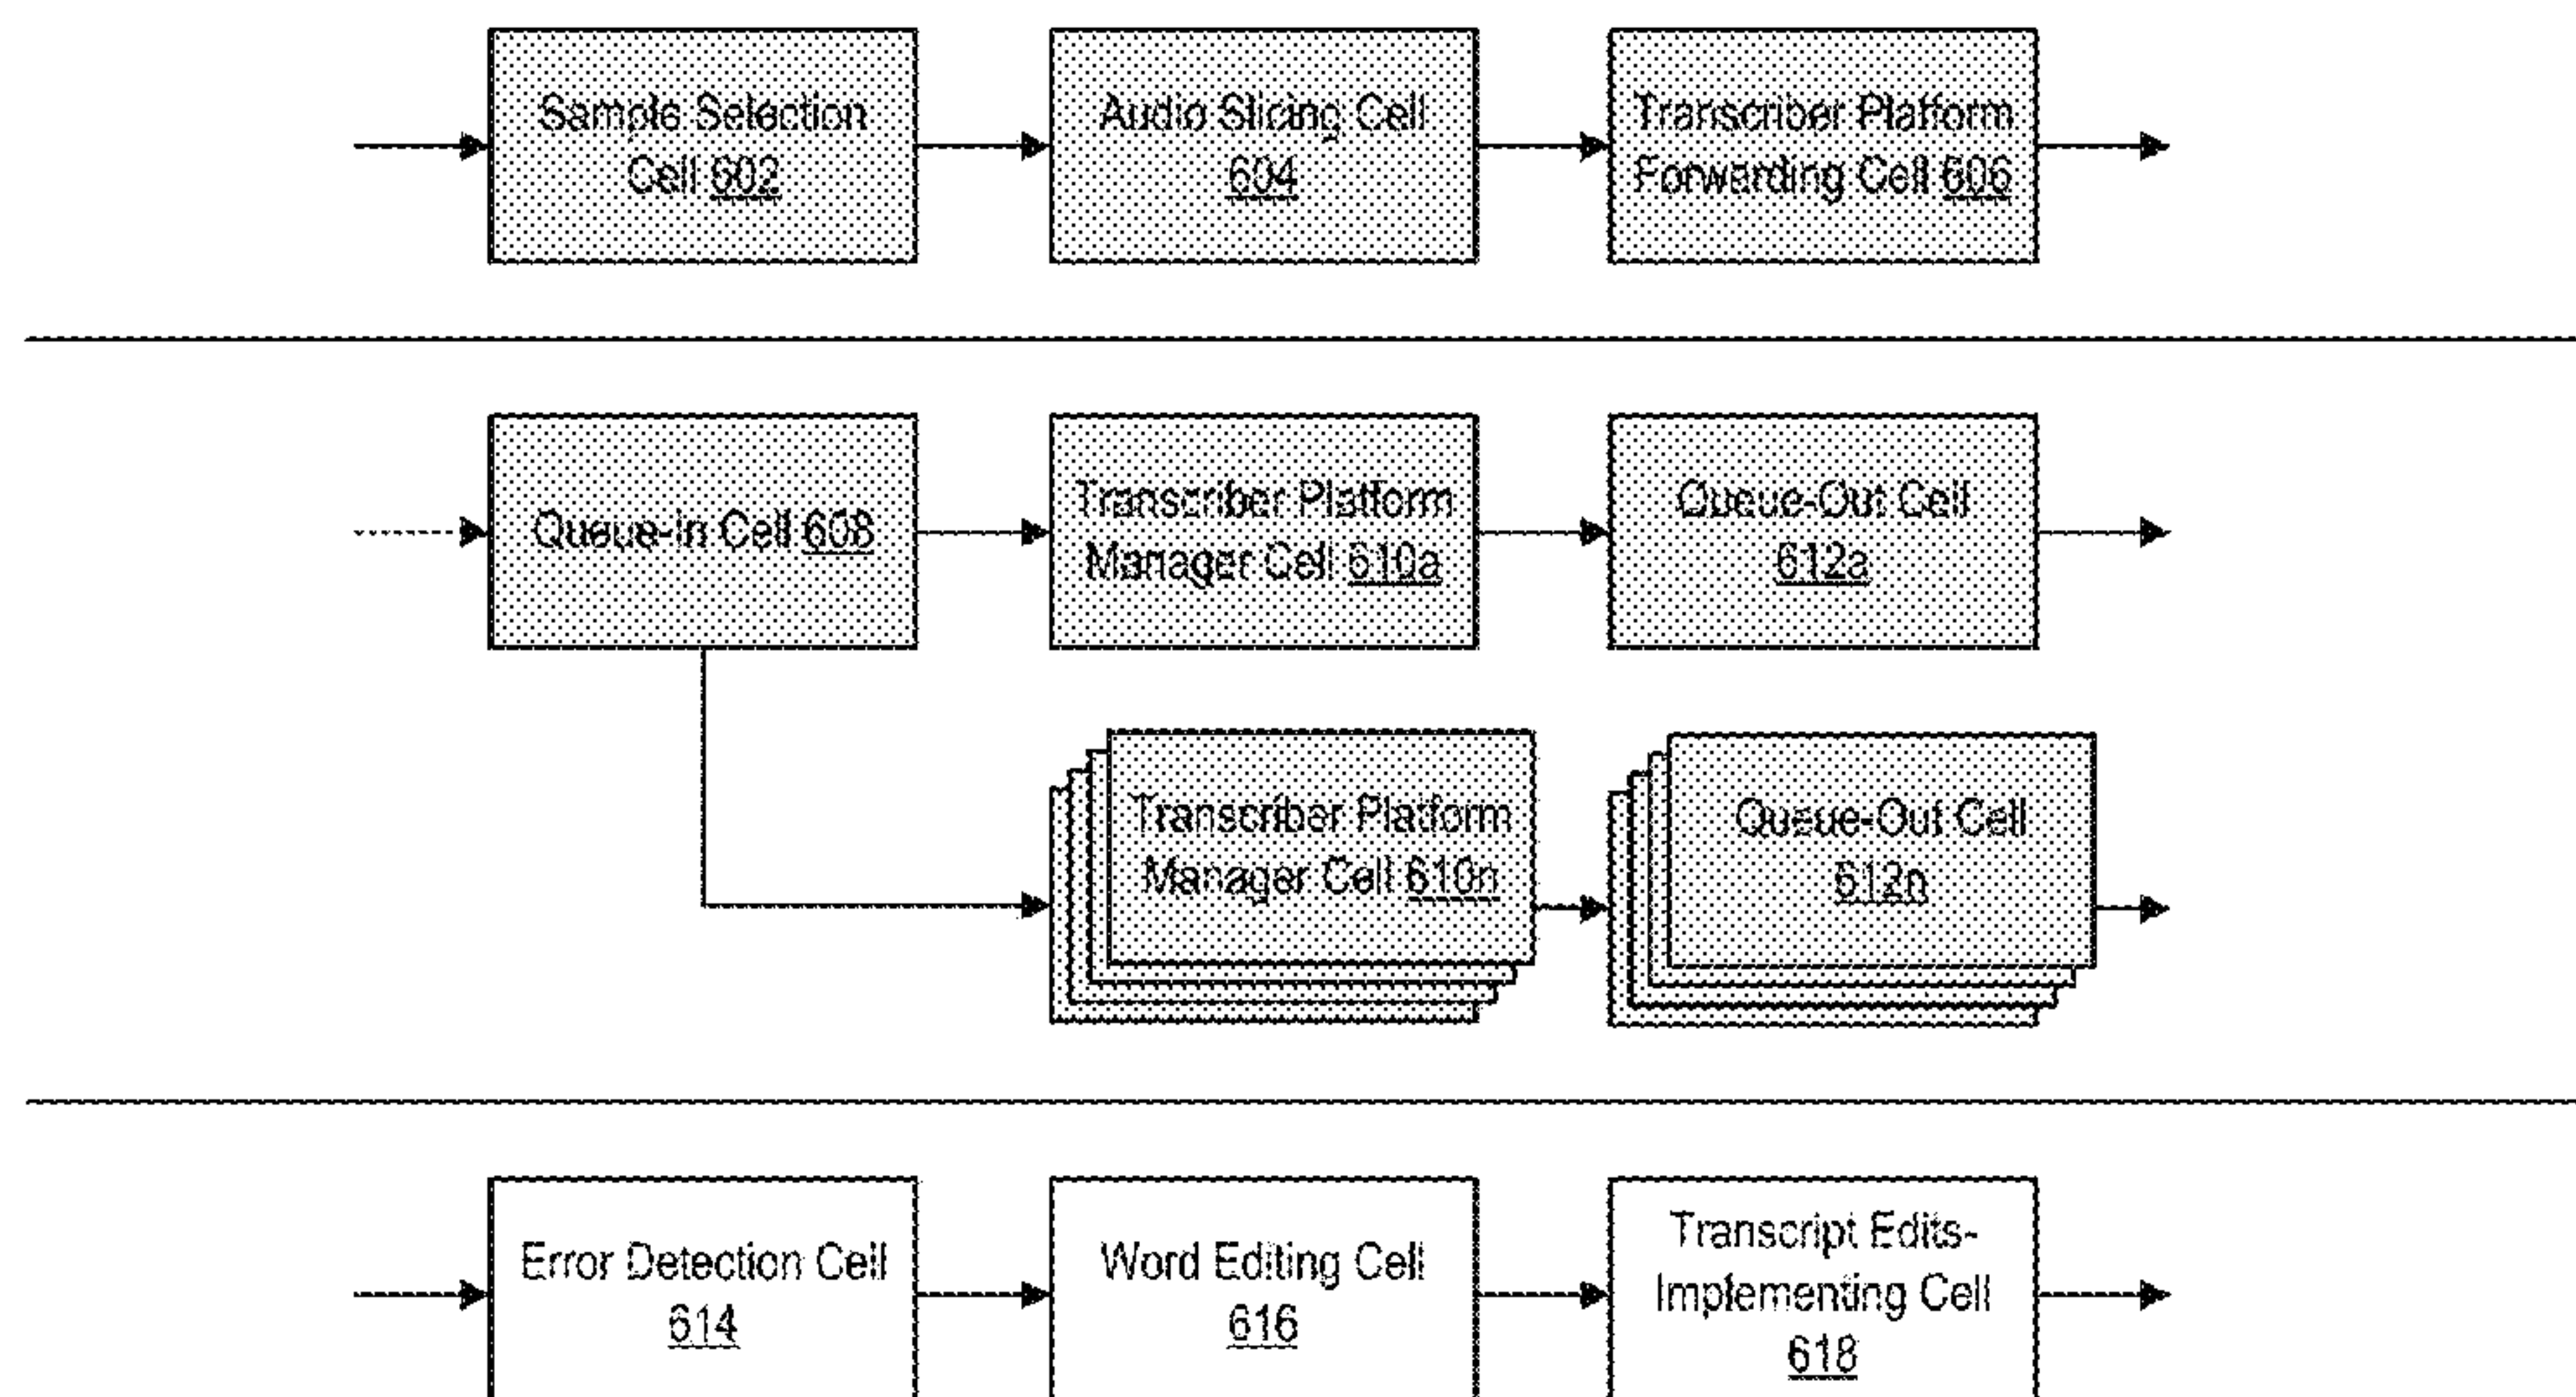 Sample Selection
Cell 602
Audio Slicing Cell
604
Transcriber Platform
Forwarding Cell 606
Queue-In Cell 608
Transcriber Platform
Manager Cell 610a
Queue-Out Cell
612a
Transcriber Platform
Manager Cell 610n
Queue-Out Cell
612n
Error Detection Cell
614
Word Editing Cell
616
Transcript Edits-
Implementing Cell
618